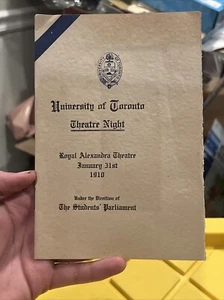 University of Toronto
Theatre Night
Royal Alexandra Theatre
January 31st
1910
Under the Direction of
The Students' Parliament